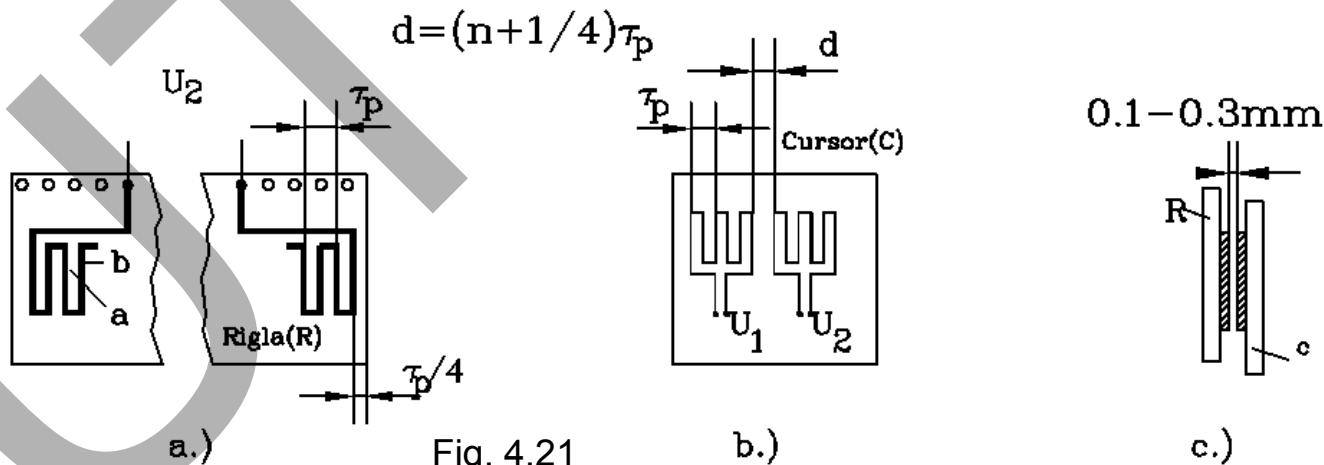 d=(n+1/4)τp
U2
τp
b
a
Rigla(R)
τp/4
a.)
Fig. 4.21
d
τp
Cursor(C)
U1
U2
b.)
0.1-0.3mm
R
c
c.)